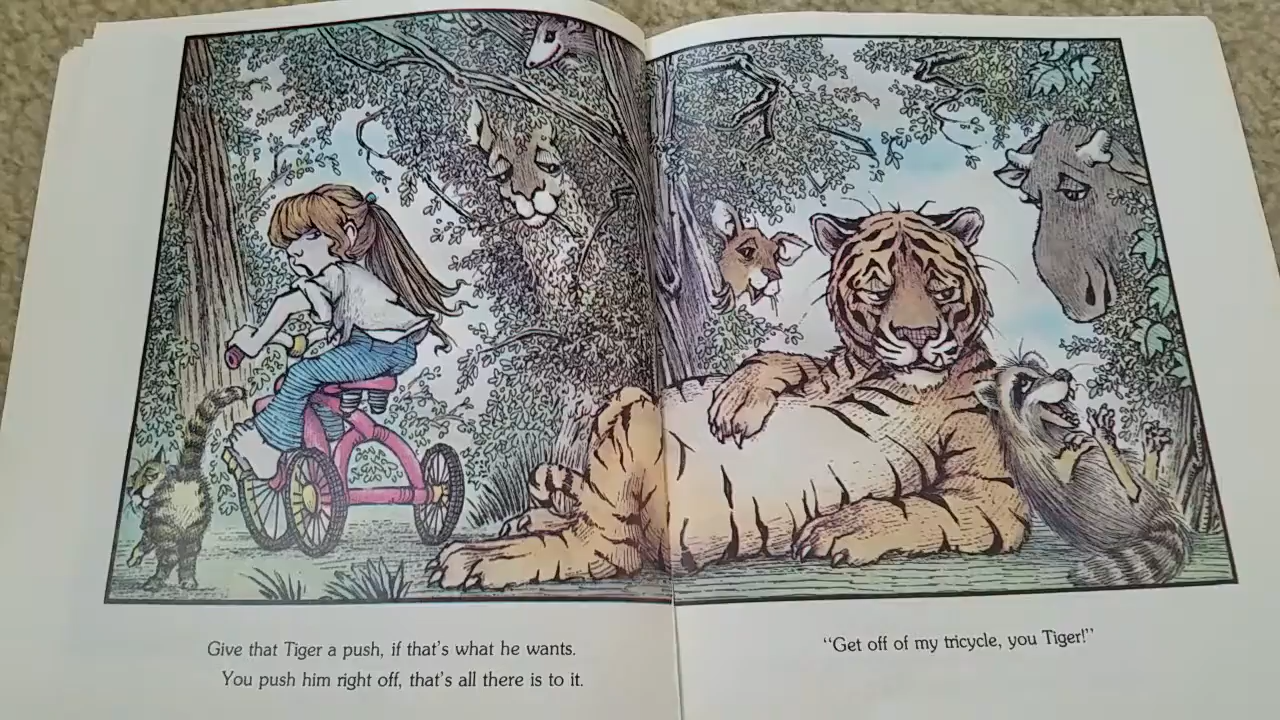 Give that Tiger a push, if that's what he wants.
You push him right off, that's all there is to it.
“Get off of my tricycle, you Tiger!”